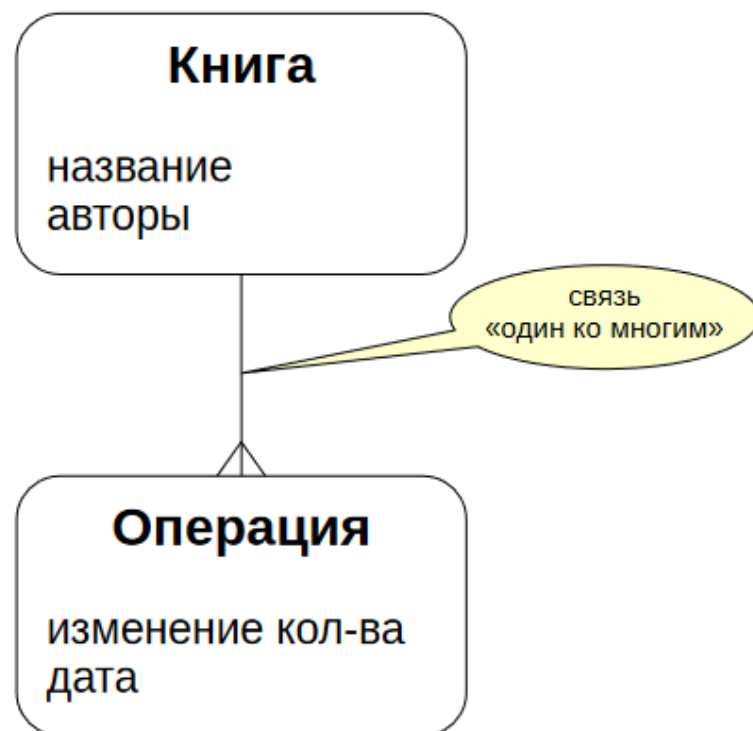 Книга
название
авторы
связь
«один ко многим»
Операция
изменение кол-ва
дата